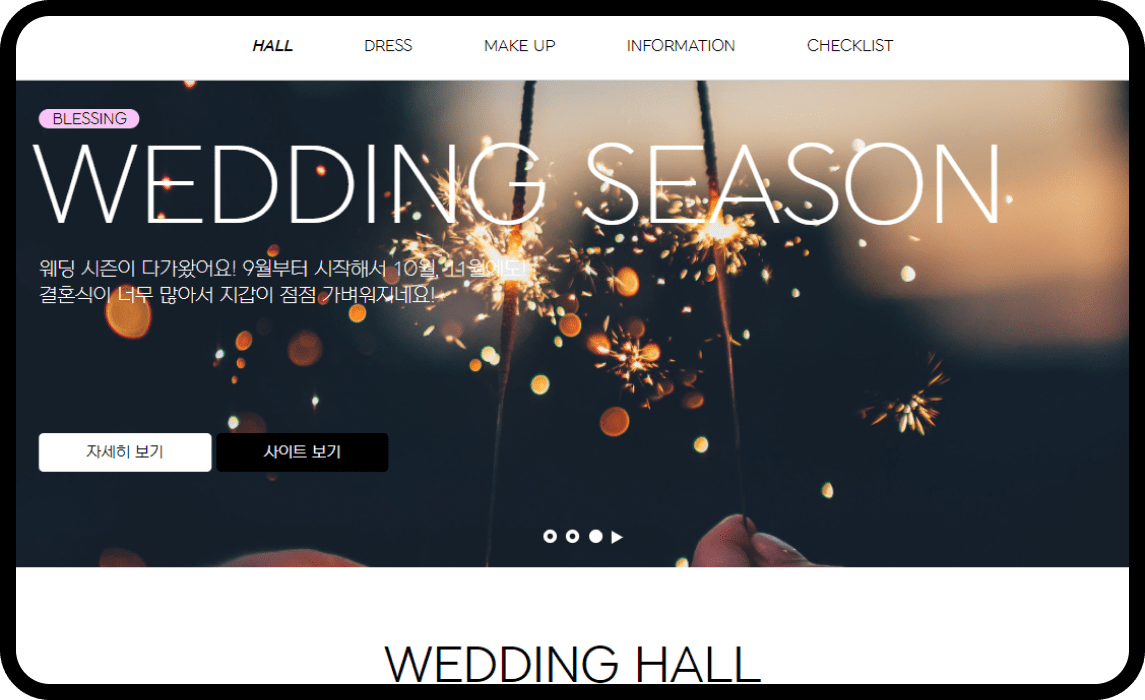 HALL DRESS MAKE UP INFORMATION CHECKLIST
BLESSING
WEDDING SEASON
웨딩 시즌이 다가왔어요! 9월부터 시작해서 10월, 11월에도!
결혼식이 너무 많아서 지갑이 점점 가벼워지네요!
자세히 보기 사이트 보기
WEDDING HALL